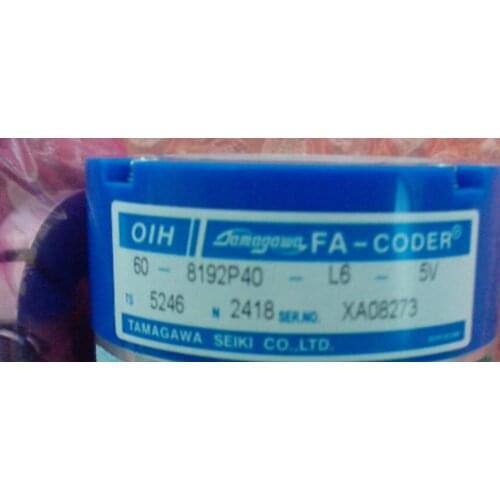 OIH Tamagawa FA-CODER®
60 - 8192P40 - L6 - 5V
TS 5246 N 2418 SER.NO. XA08273
TAMAGAWA SEIKI CO.,LTD.